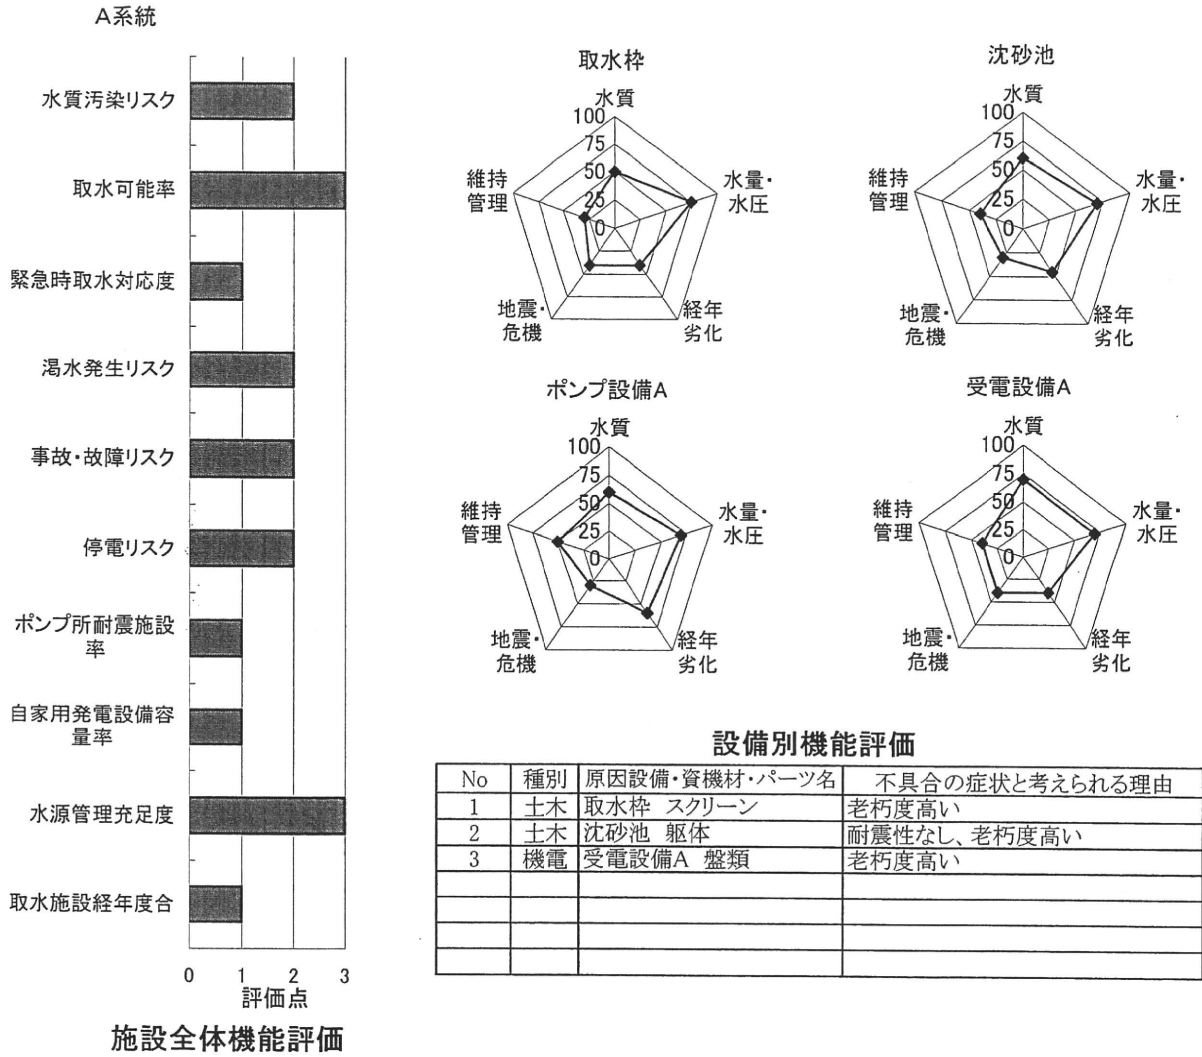 A系統
水質汚染リスク
取水可能率
緊急時取水対応度
渇水発生リスク
事故・故障リスク
停電リスク
ポンプ所耐震施設
率
自家用発電設備容
量率
水源管理充足度
取水施設経年度合
0 1 2 3
評価点
施設全体機能評価
取水枠
水質
100
75
50
25
0
水量・
水圧
経年
劣化
地震・
危機
維持
管理
沈砂池
水質
100
75
50
25
0
水量・
水圧
経年
劣化
地震・
危機
維持
管理
ポンプ設備A
水質
100
75
50
25
0
水量・
水圧
経年
劣化
地震・
危機
維持
管理
受電設備A
水質
100
75
50
25
0
水量・
水圧
経年
劣化
地震・
危機
維持
管理
設備別機能評価
No 種別 原因設備・資機材・パーツ名 不具合の症状と考えられる理由
1 土木 取水枠 スクリーン 老朽度高い
2 土木 沈砂池 躯体 耐震性なし、老朽度高い
3 機電 受電設備A 盤類 老朽度高い